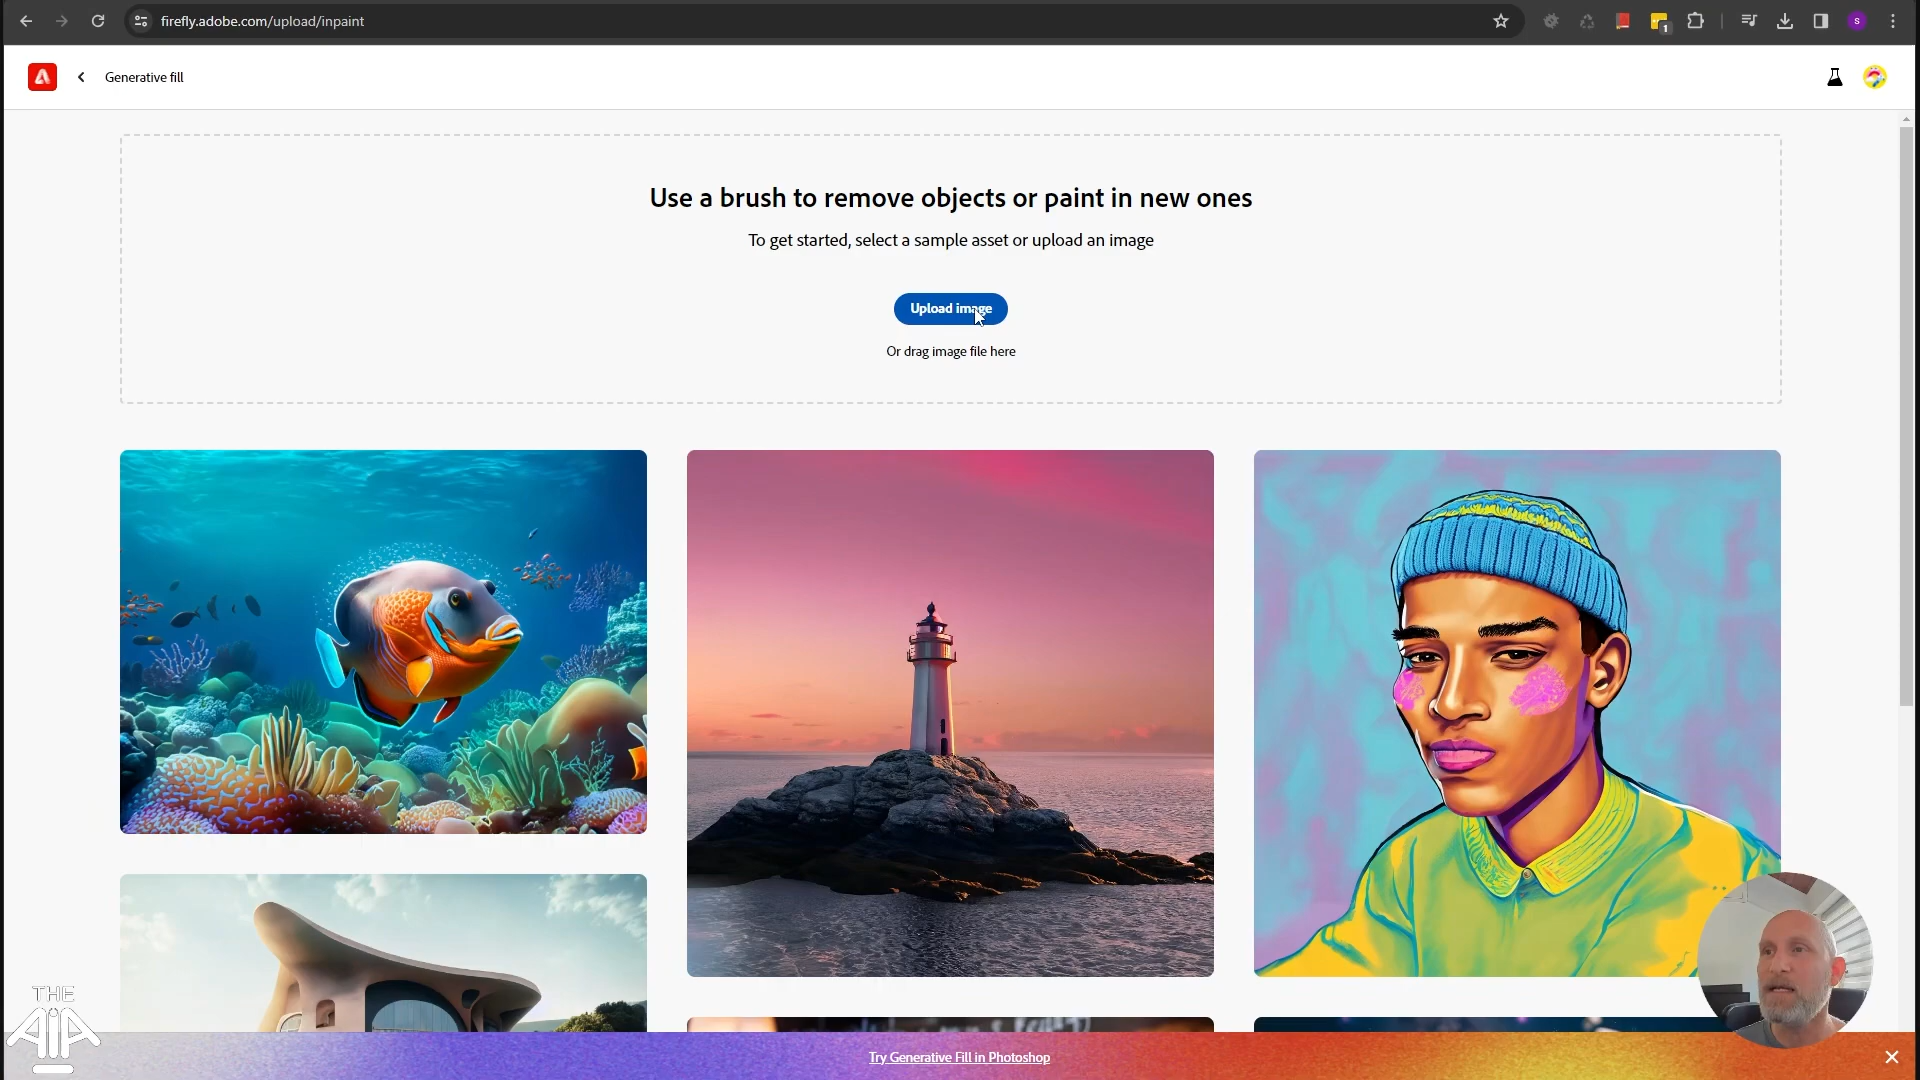 firefly.adobe.com/upload/inpaint
1
S
Generative fill
Use a brush to remove objects or paint in new ones
To get started, select a sample asset or upload an image
Upload image
Or drag image file here
THE
AIA
Try Generative Fill in Photoshop